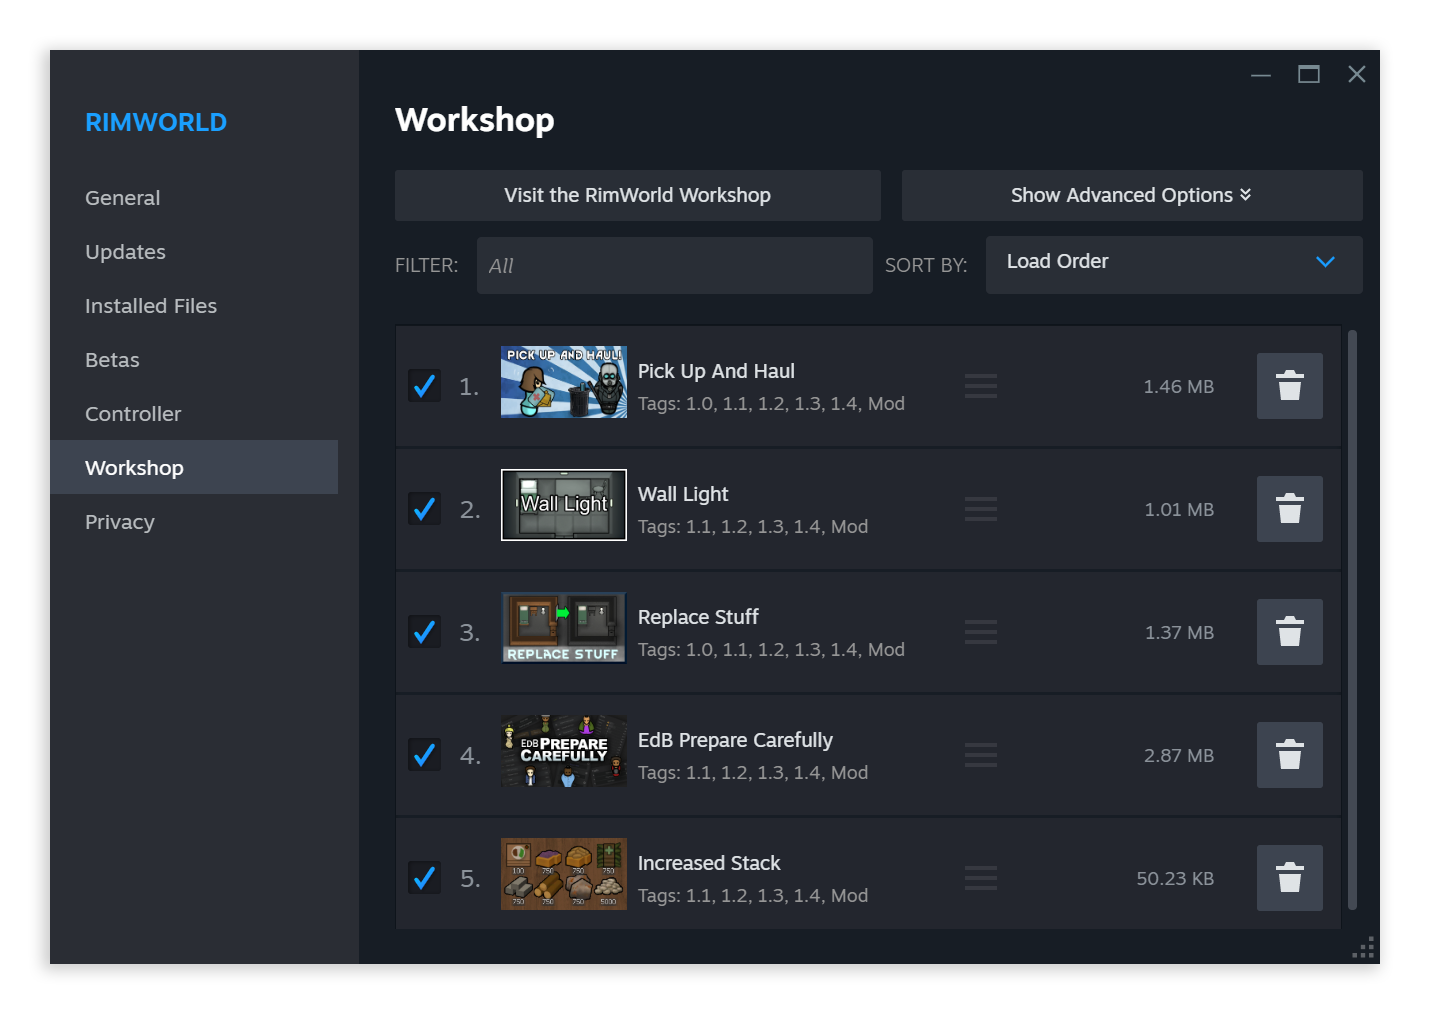 RIMWORLD
General
Updates
Installed Files
Betas
Controller
Workshop
Privacy
Workshop
Visit the RimWorld Workshop
Show Advanced Options
FILTER: All
SORT BY: Load Order
1. PICK UP AND HAUL! Pick Up And Haul 1.46 MB
Tags: 1.0, 1.1, 1.2, 1.3, 1.4, Mod
2. Wall Light Wall Light 1.01 MB
Tags: 1.1, 1.2, 1.3, 1.4, Mod
3. REPLACE STUFF Replace Stuff 1.37 MB
Tags: 1.0, 1.1, 1.2, 1.3, 1.4, Mod
4. EdB PREPARE CAREFULLY EdB Prepare Carefully 2.87 MB
Tags: 1.1, 1.2, 1.3, 1.4, Mod
5. Increased Stack 50.23 KB
100 750 750 750
750 750 750 5000
Tags: 1.1, 1.2, 1.3, 1.4, Mod